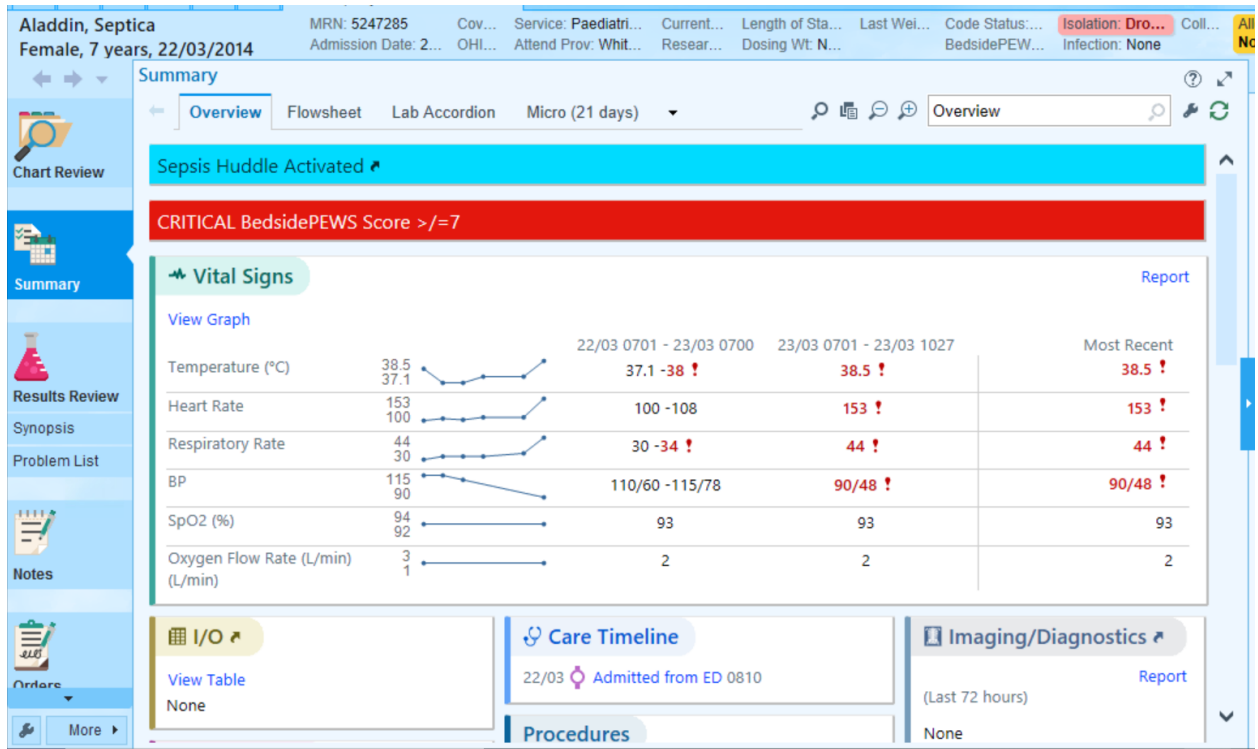 Aladdin, Septica
Female, 7 years, 22/03/2014
MRN: 5247285
Admission Date: 2...
Cov...
OHI...
Service: Paediatri...
Attend Prov: Whit...
Current...
Resear...
Length of Sta...
Dosing Wt: N...
Last Wei...
Code Status:...
BedsidePEW...
Isolation: Dro...
Infection: None
Coll...
All
No
Summary
Overview Flowsheet Lab Accordion Micro (21 days)
Overview
Chart Review
Summary
Results Review
Synopsis
Problem List
Notes
Orders
More
Sepsis Huddle Activated
CRITICAL BedsidePEWS Score >/=7
Vital Signs
Report
View Graph
22/03 0701 - 23/03 0700 23/03 0701 - 23/03 1027 Most Recent
Temperature (°C) 38.5 37.1 37.1 -38 ! 38.5 ! 38.5 !
Heart Rate 153 100 100 -108 153 ! 153 !
Respiratory Rate 44 30 30 -34 ! 44 ! 44 !
BP 115 90 110/60 -115/78 90/48 ! 90/48 !
SpO2 (%) 94 92 93 93 93
Oxygen Flow Rate (L/min) 3 1 2 2 2
(L/min)
I/O
View Table
None
Care Timeline
22/03 Admitted from ED 0810
Procedures
Imaging/Diagnostics
Report
(Last 72 hours)
None